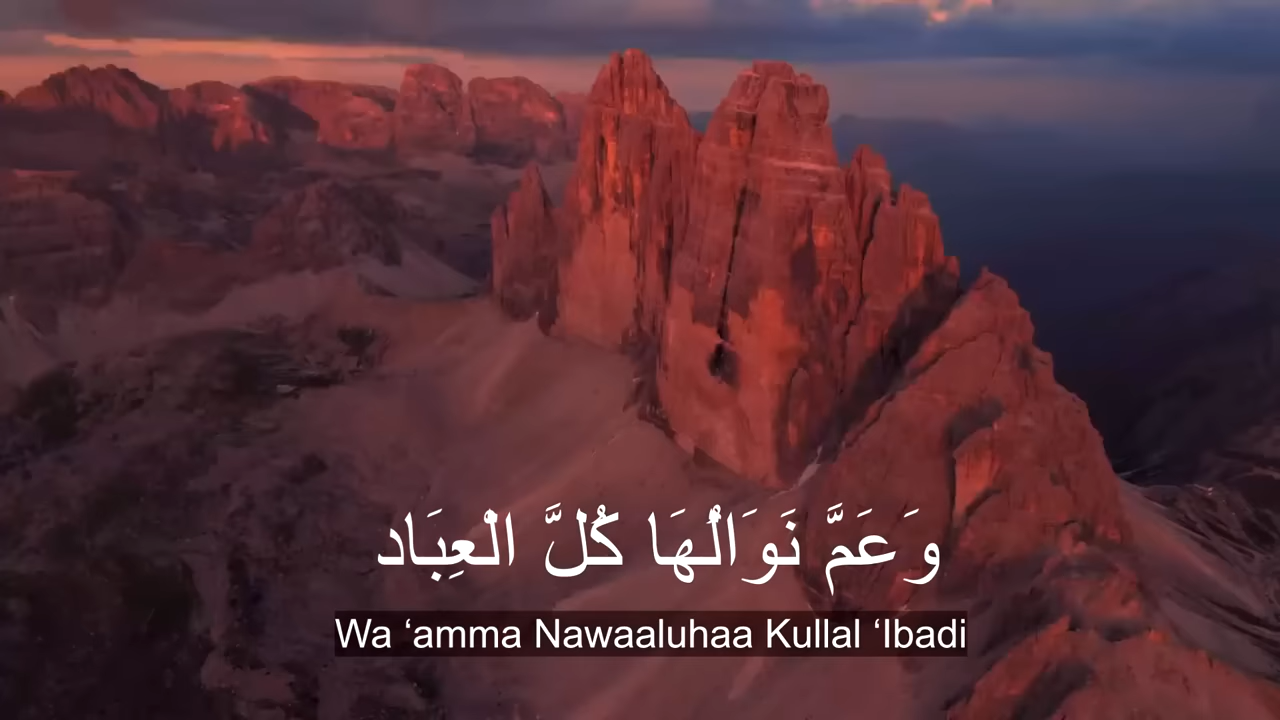 وَعَمَّ نَوَالُهَا كُلَّ الْعِبَاد
Wa ‘amma Nawaaluhaa Kullal ‘Ibadi